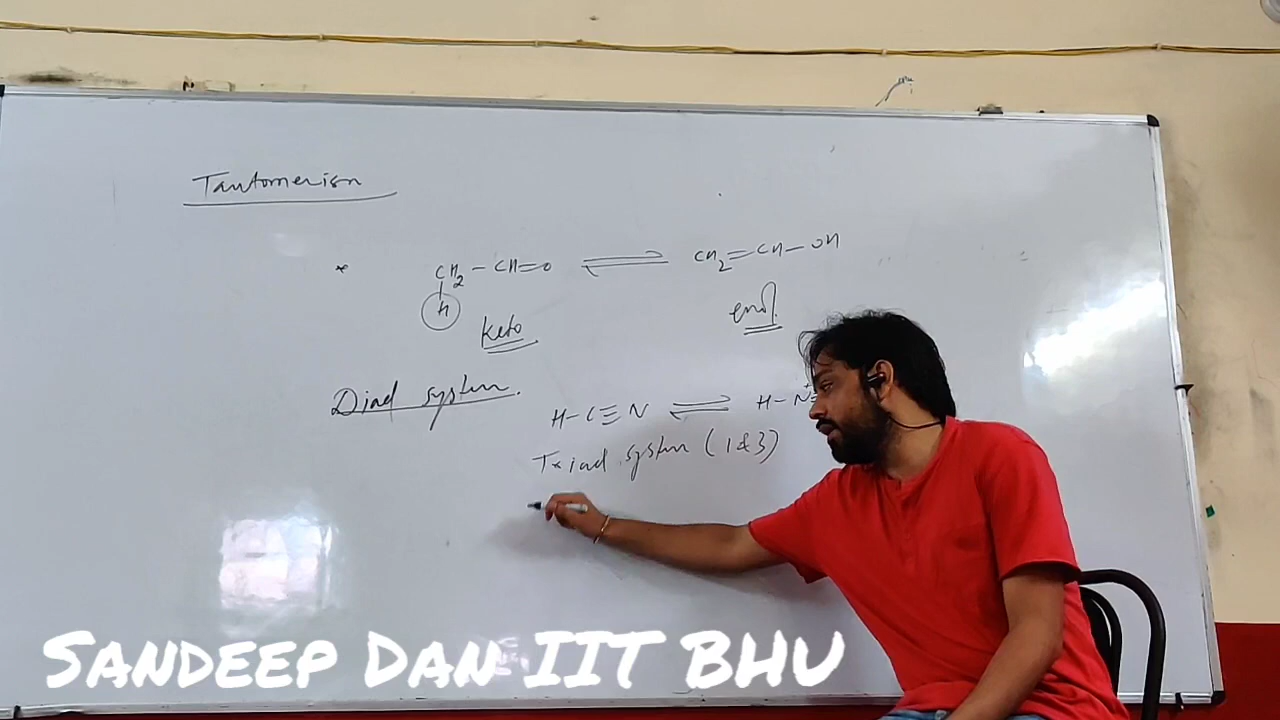 Tautomerism
* CH₂ - CH=O ⇌ CH₂=CH-OH
H
Keto
enol
Diad system.
H-C≡N ⇌ H-N
Triad system (1&3)
SANDEEP DAN IIT BHU